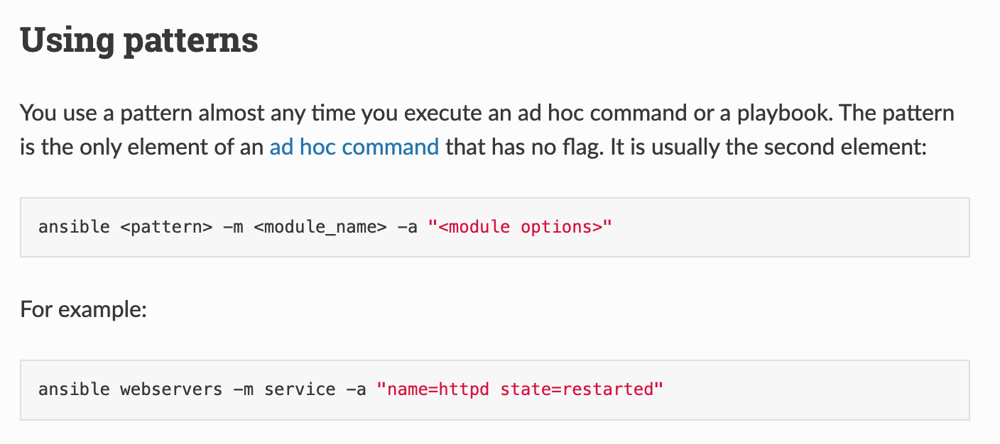 Using patterns
You use a pattern almost any time you execute an ad hoc command or a playbook. The pattern
is the only element of an ad hoc command that has no flag. It is usually the second element:
ansible <pattern> -m <module_name> -a "<module options>"
For example:
ansible webservers -m service -a "name=httpd state=restarted"